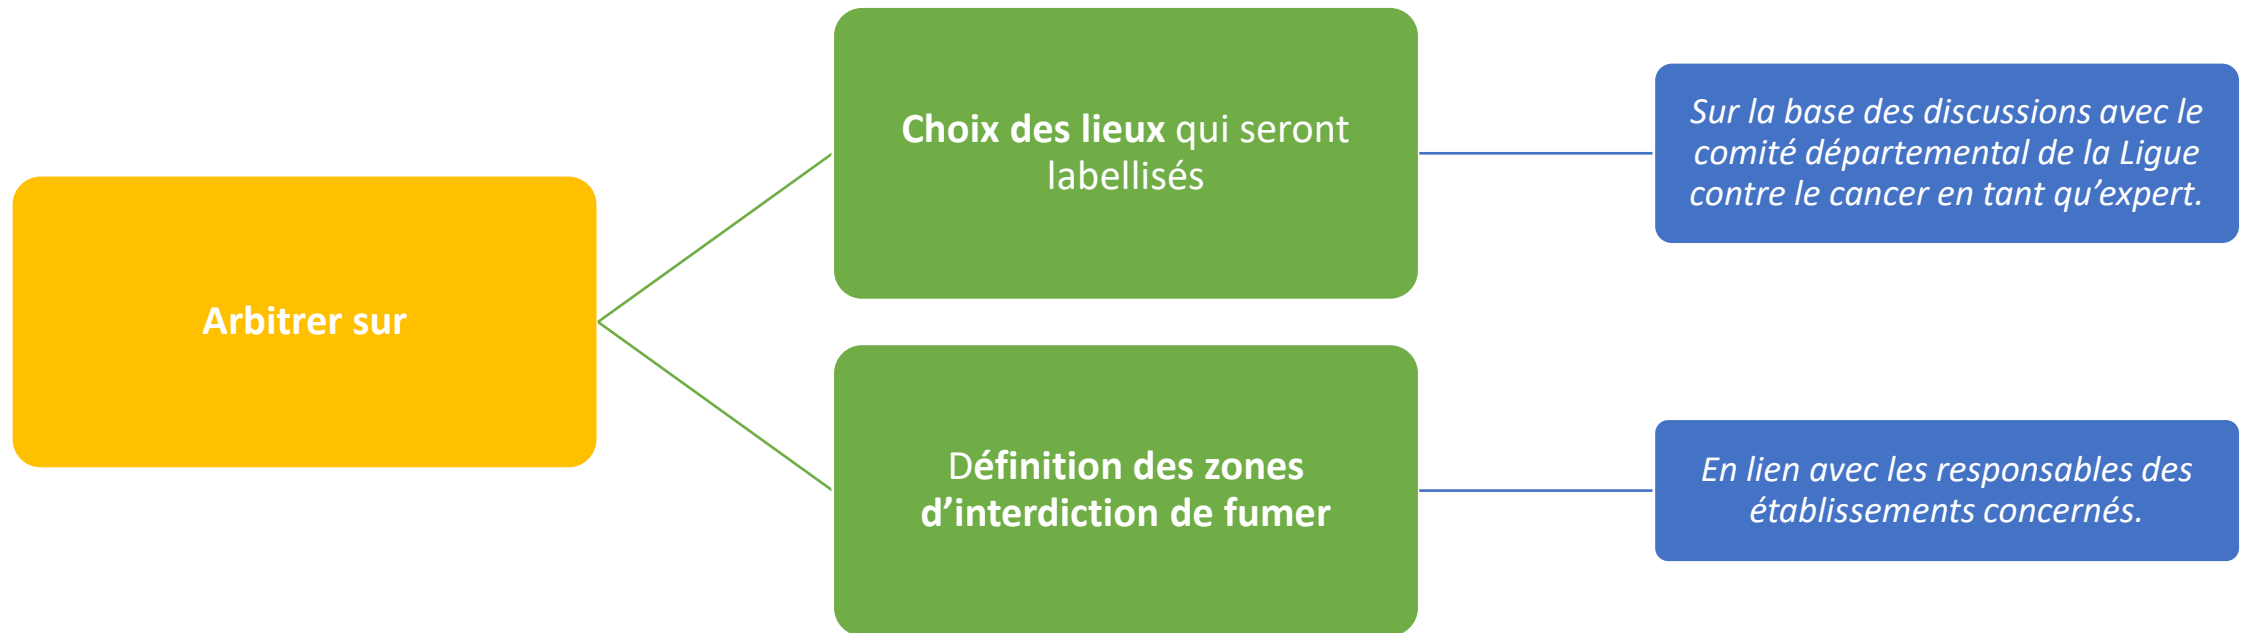 Arbitrer sur
Choix des lieux qui seront
labellisés
Sur la base des discussions avec le
comité départemental de la Ligue
contre le cancer en tant qu’expert.
Définition des zones
d’interdiction de fumer
En lien avec les responsables des
établissements concernés.